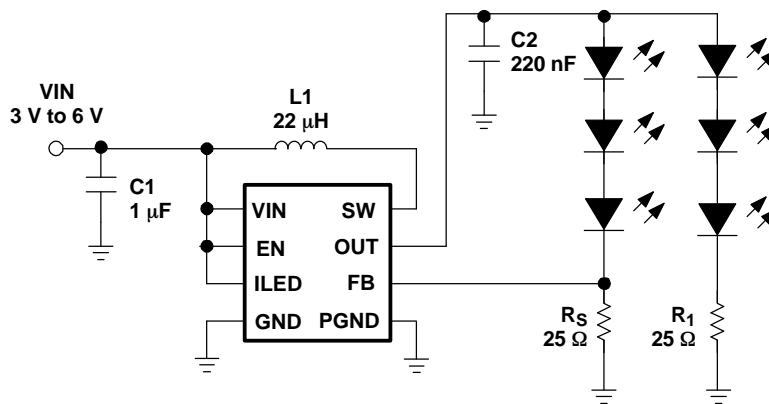 VIN
3 V to 6 V
C1
1 μF
L1
22 μH
C2
220 nF
VIN
SW
EN
OUT
ILED
FB
GND
PGND
RS
25 Ω
R1
25 Ω